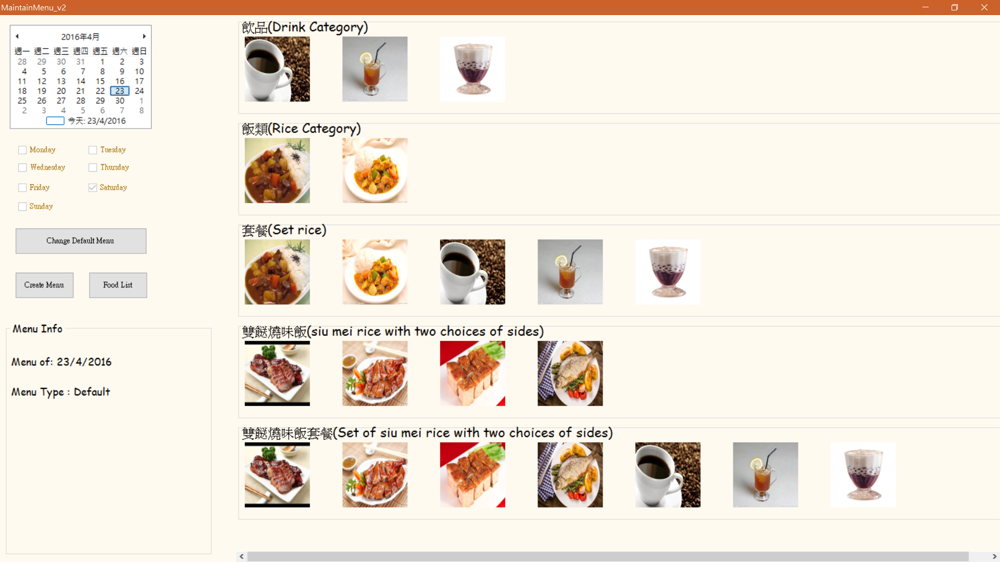 MaintainMenu_v2
2016年4月
週一 週二 週三 週四 週五 週六 週日
28 29 30 31 1 2 3
4 5 6 7 8 9 10
11 12 13 14 15 16 17
18 19 20 21 22 23 24
25 26 27 28 29 30 1
2 3 4 5 6 7 8
今天: 23/4/2016
Monday Tuesday
Wednesday Thursday
Friday Saturday
Sunday
Change Default Menu
Create Menu Food List
Menu Info
Menu of: 23/4/2016
Menu Type : Default
飲品(Drink Category)
飯類(Rice Category)
套餐(Set rice)
雙餸燒味飯(siu mei rice with two choices of sides)
雙餸燒味飯套餐(Set of siu mei rice with two choices of sides)